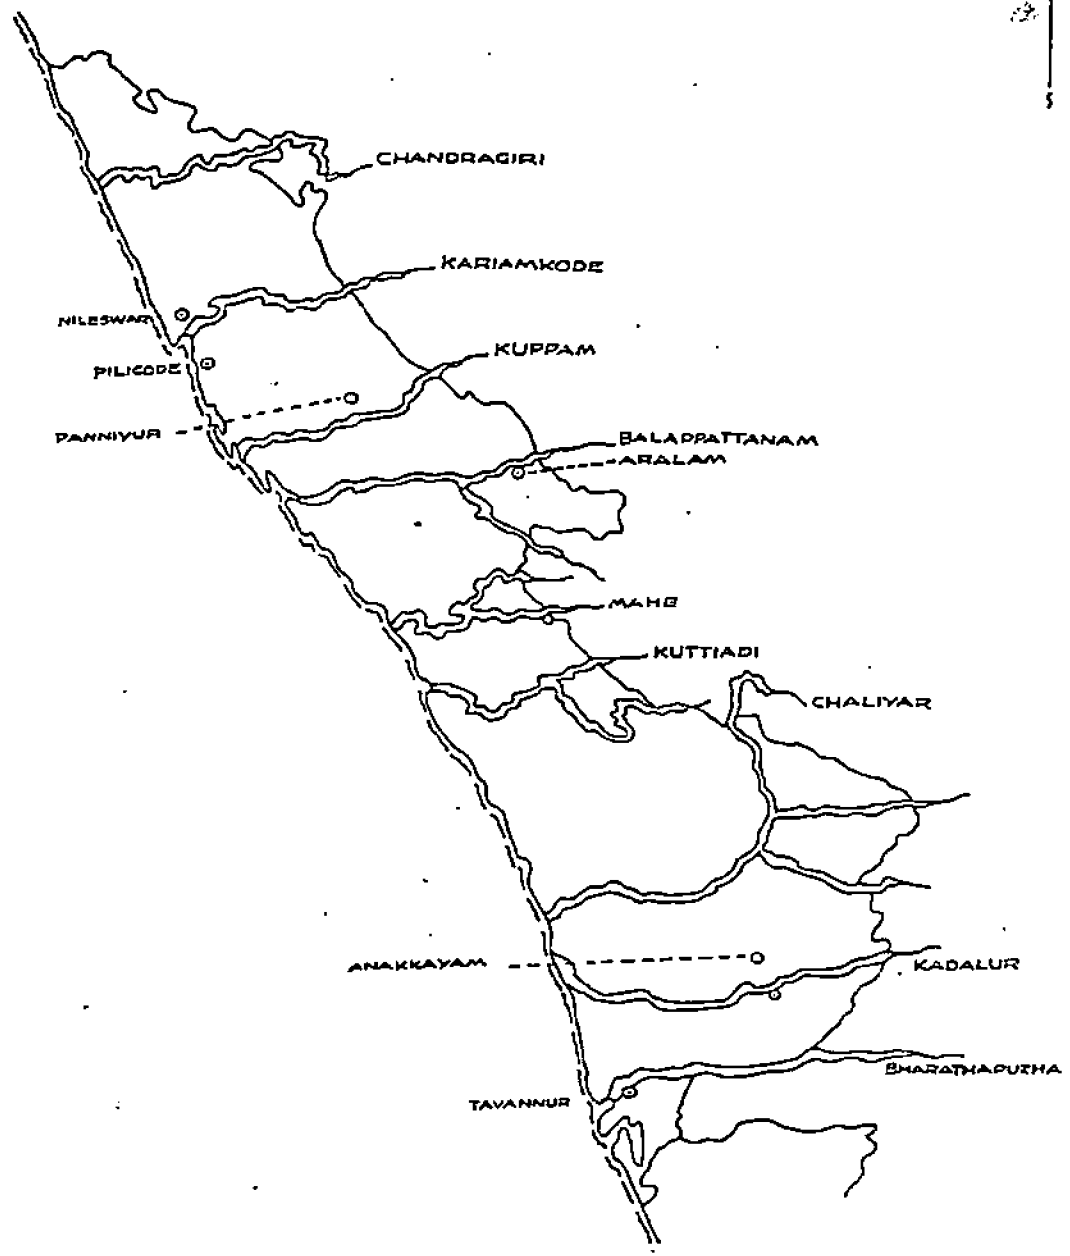 S
CHANDRAGIRI
KARIAMKODE
NILESWAR
KUPPAM
PILICODE
PANNIYUR
BALAPPATTANAM
ARALAM
MAHE
KUTTIADI
CHALIYAR
ANAKKAYAM
KADALUR
BHARATHAPUZHA
TAVANNUR